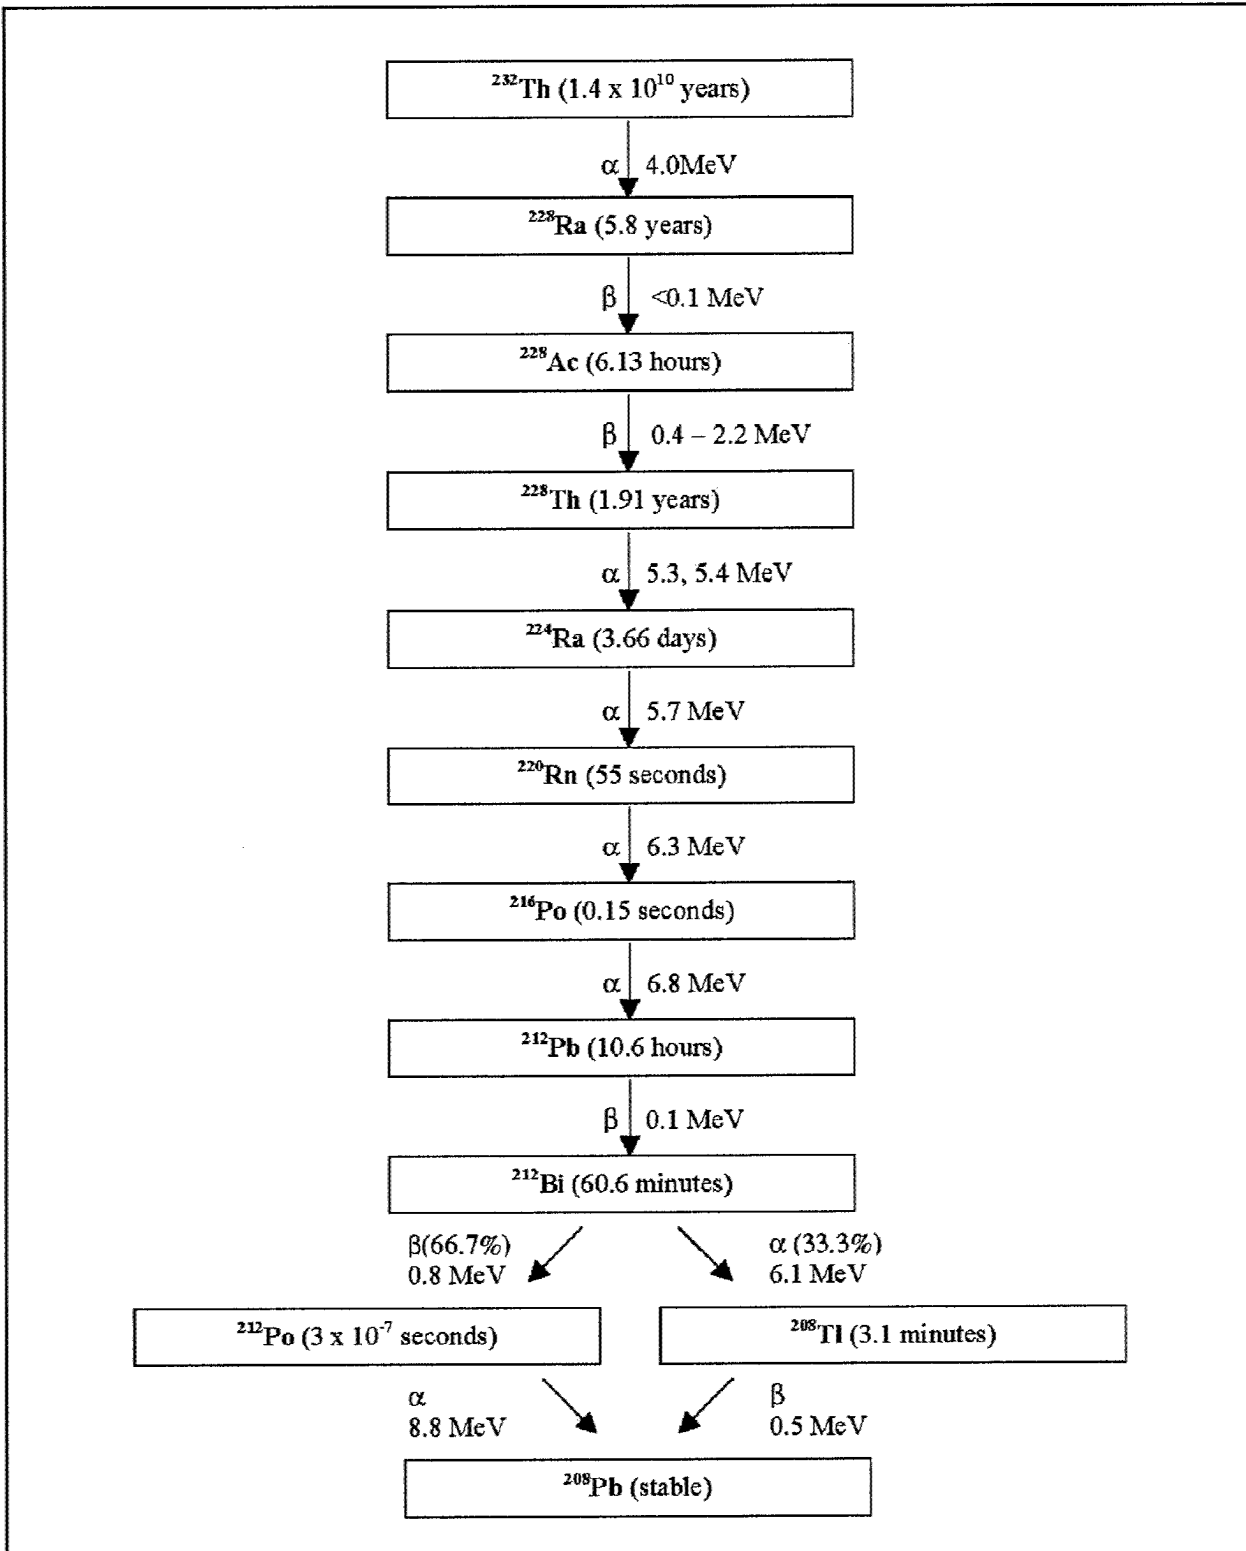 ²³²Th (1.4 x 10¹⁰ years)
α 4.0MeV
²²⁸Ra (5.8 years)
β <0.1 MeV
²²⁸Ac (6.13 hours)
β 0.4 – 2.2 MeV
²²⁸Th (1.91 years)
α 5.3, 5.4 MeV
²²⁴Ra (3.66 days)
α 5.7 MeV
²²⁰Rn (55 seconds)
α 6.3 MeV
²¹⁶Po (0.15 seconds)
α 6.8 MeV
²¹²Pb (10.6 hours)
β 0.1 MeV
²¹²Bi (60.6 minutes)
β(66.7%)
0.8 MeV
α (33.3%)
6.1 MeV
²¹²Po (3 x 10⁻⁷ seconds)
²⁰⁸Tl (3.1 minutes)
α
8.8 MeV
β
0.5 MeV
²⁰⁸Pb (stable)